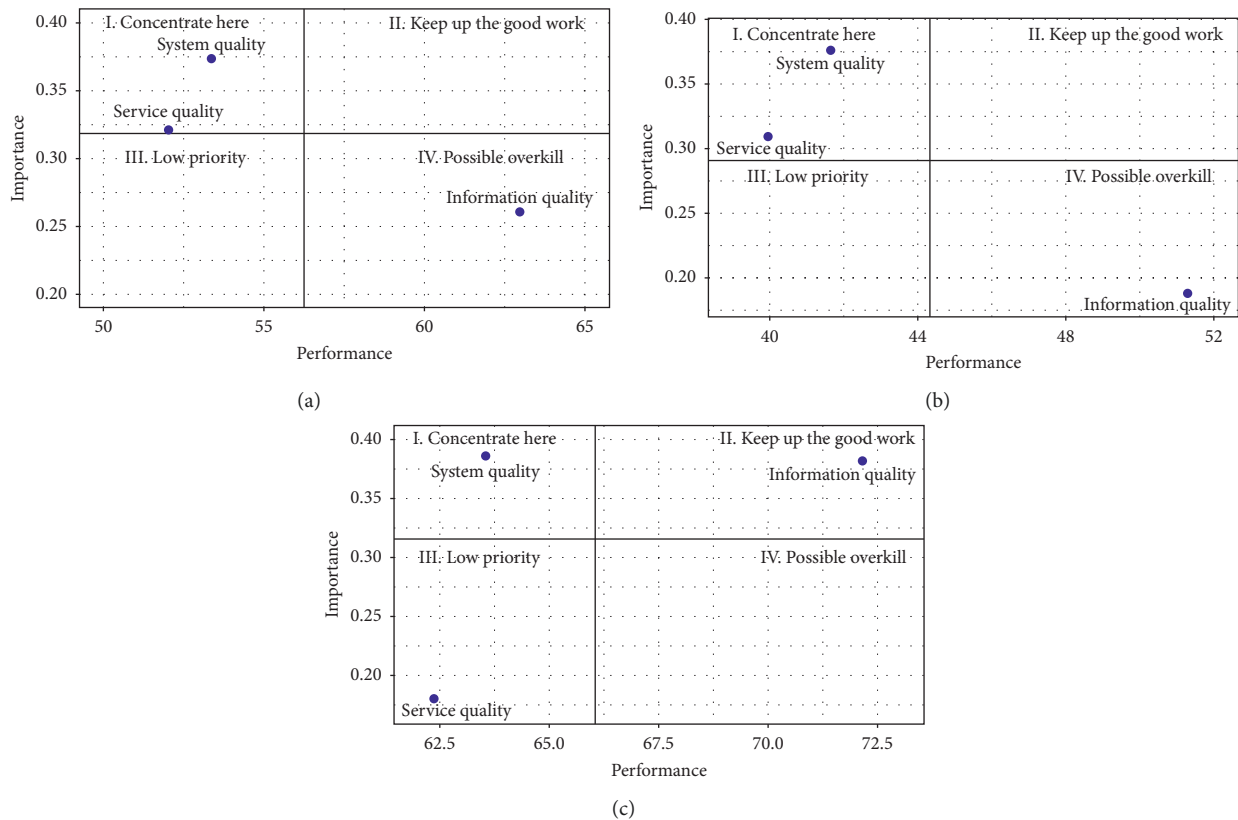 0.40
0.35
0.30
0.25
0.20
Importance
I. Concentrate here
System quality
II. Keep up the good work
Service quality
III. Low priority
IV. Possible overkill
Information quality
50
55
60
65
Performance
(a)
0.40
0.35
0.30
0.25
0.20
Importance
I. Concentrate here
System quality
II. Keep up the good work
Service quality
III. Low priority
IV. Possible overkill
Information quality
40
44
48
52
Performance
(b)
0.40
0.35
0.30
0.25
0.20
Importance
I. Concentrate here
System quality
II. Keep up the good work
Information quality
III. Low priority
IV. Possible overkill
Service quality
62.5
65.0
67.5
70.0
72.5
Performance
(c)